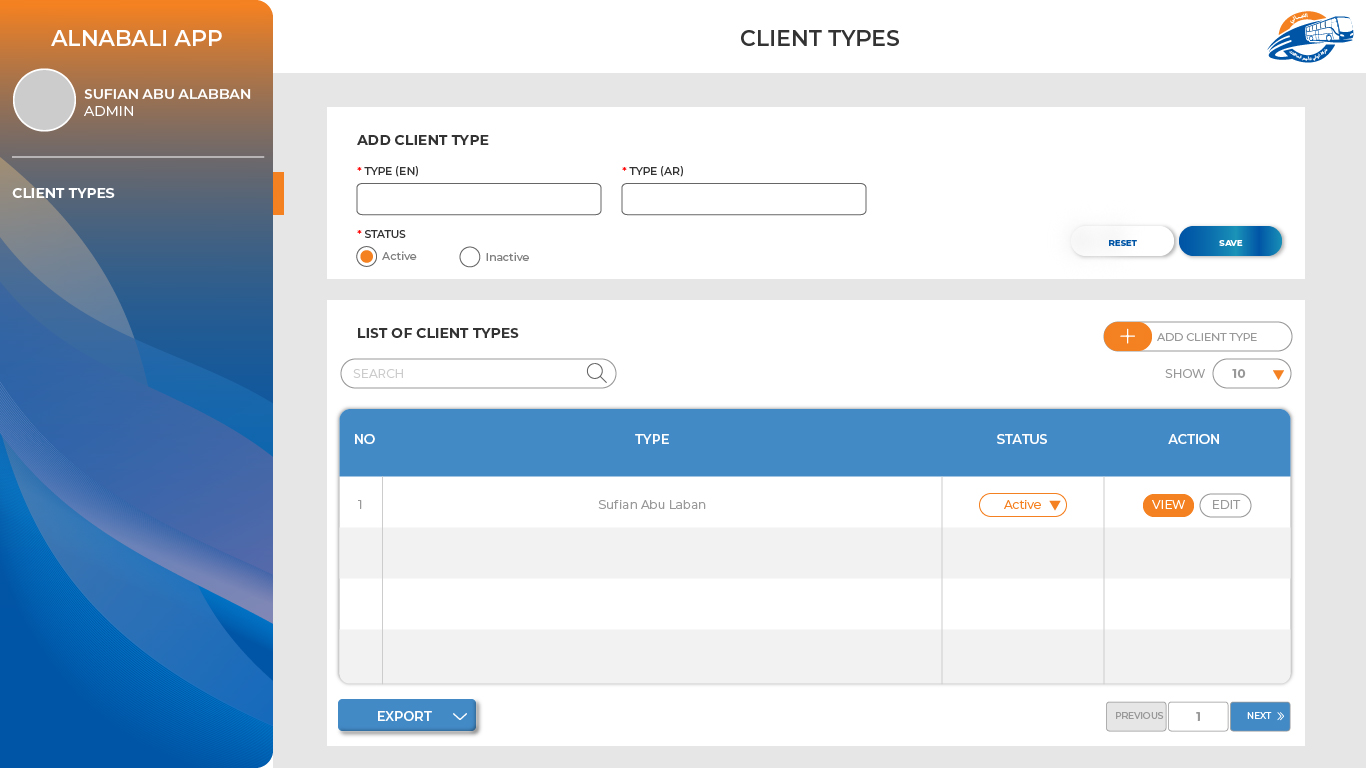 ALNABALI APP
SUFIAN ABU ALABBAN
ADMIN
CLIENT TYPES
CLIENT TYPES
ADD CLIENT TYPE
* TYPE (EN)
* TYPE (AR)
* STATUS
Active
Inactive
RESET
SAVE
LIST OF CLIENT TYPES
ADD CLIENT TYPE
SEARCH
SHOW 10
NO TYPE STATUS ACTION
1 Sufian Abu Laban Active VIEW EDIT
EXPORT
PREVIOUS 1 NEXT